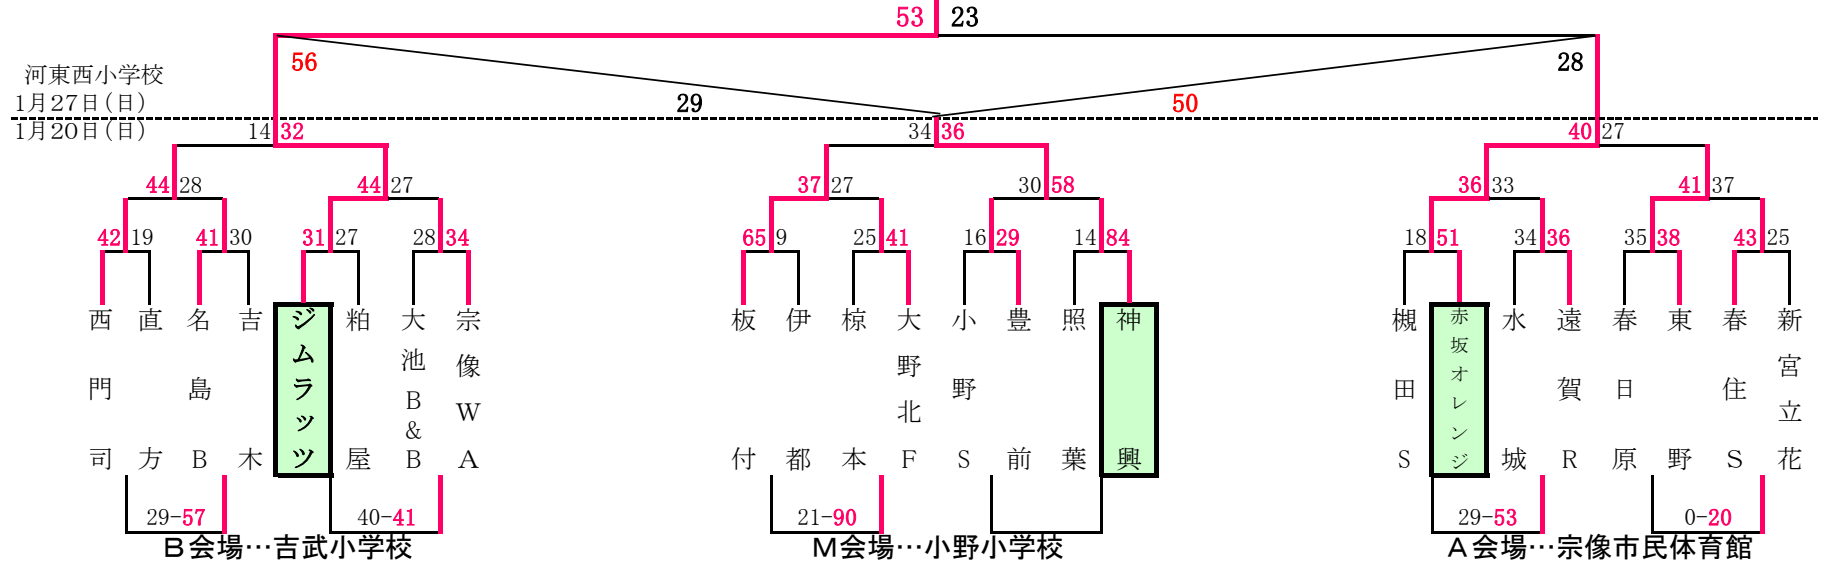 53 23
56 28
河東西小学校
1月27日(日) 29 50
1月20日(日) 14 32 34 36 40 27
44 28 44 27 37 27 30 58 36 33 41 37
42 19 41 30 31 27 28 34 65 9 25 41 16 29 14 84 18 51 34 36 35 38 43 25
西門司
直方
名島B
吉木
ジムラッツ
粕屋
大池B&B
宗像WA
板付
伊都
椋本
大野北F
小野S
豊前
照葉
神興
槻田S
赤坂オレンジ
水城
遠賀R
春日原
東野
春住S
新宮立花
29-57 40-41 21-90 29-53 0-20
B会場…吉武小学校 M会場…小野小学校 A会場…宗像市民体育館